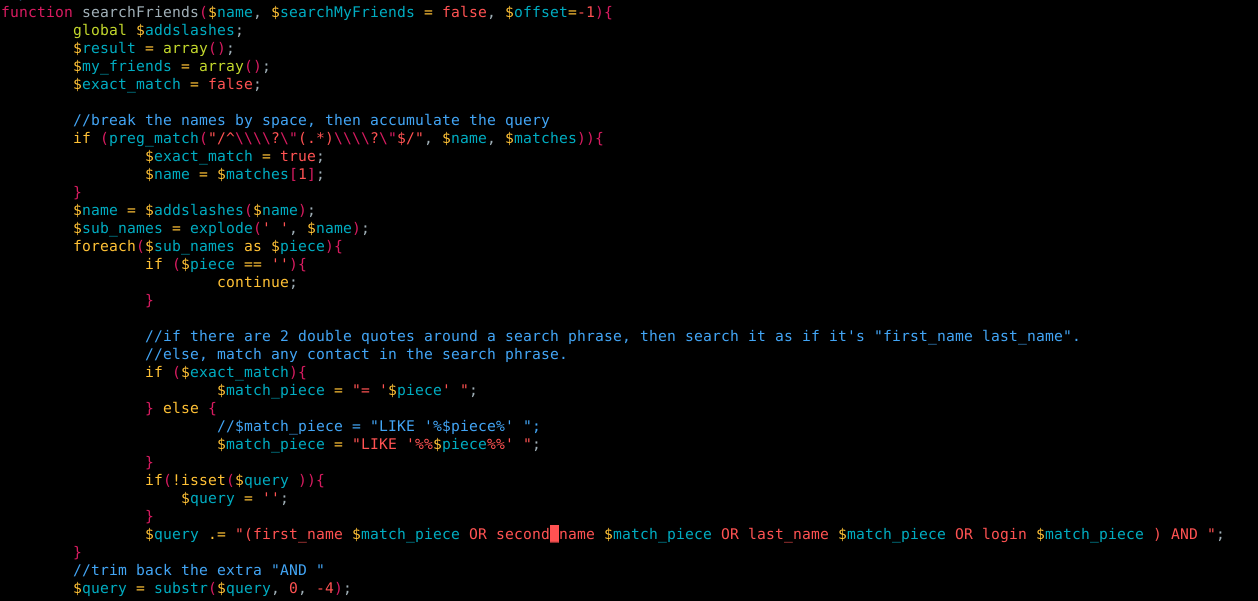 function searchFriends($name, $searchMyFriends = false, $offset=-1){
        global $addslashes;
        $result = array();
        $my_friends = array();
        $exact_match = false;

        //break the names by space, then accumulate the query
        if (preg_match("/^\\\\?\"(.*)\\\\?\"$/", $name, $matches)){
                $exact_match = true;
                $name = $matches[1];
        }
        $name = $addslashes($name);
        $sub_names = explode(' ', $name);
        foreach($sub_names as $piece){
                if ($piece == ''){
                        continue;
                }

                //if there are 2 double quotes around a search phrase, then search it as if it's "first_name last_name".
                //else, match any contact in the search phrase.
                if ($exact_match){
                        $match_piece = "= '$piece' ";
                } else {
                        //$match_piece = "LIKE '%$piece%' ";
                        $match_piece = "LIKE '%%$piece%%' ";
                }
                if(!isset($query )){
                    $query = '';
                }
                $query .= "(first_name $match_piece OR second_name $match_piece OR last_name $match_piece OR login $match_piece ) AND ";
        }
        //trim back the extra "AND "
        $query = substr($query, 0, -4);